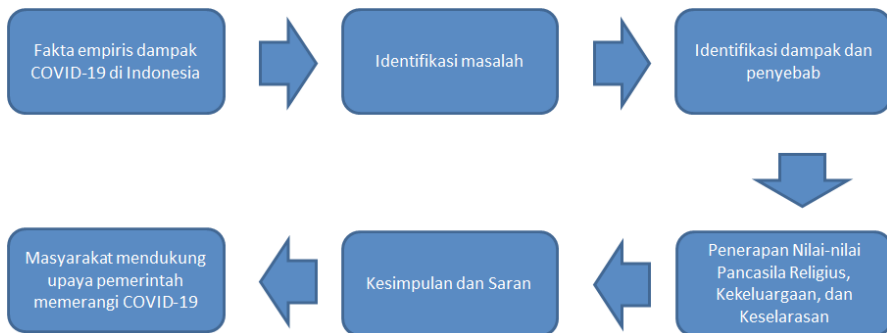 Fakta empiris dampak
COVID-19 di Indonesia
Identifikasi masalah
Identifikasi dampak dan
penyebab
Penerapan Nilai-nilai
Pancasila Religius,
Kekeluargaan, dan
Keselarasan
Kesimpulan dan Saran
Masyarakat mendukung
upaya pemerintah
memerangi COVID-19